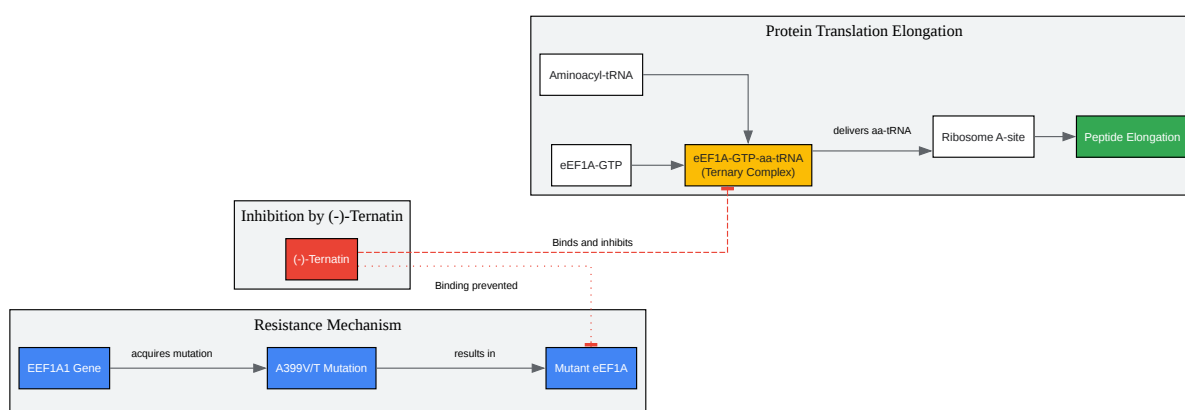 Protein Translation Elongation
Aminoacyl-tRNA
delivers aa-tRNA
Ribosome A-site
Peptide Elongation
eEF1A-GTP
eEF1A-GTP-aa-tRNA
(Ternary Complex)
Inhibition by (-)-Ternatin
(-)-Ternatin
Binds and inhibits
Binding prevented
Resistance Mechanism
EEF1A1 Gene
acquires mutation
A399V/T Mutation
results in
Mutant eEF1A